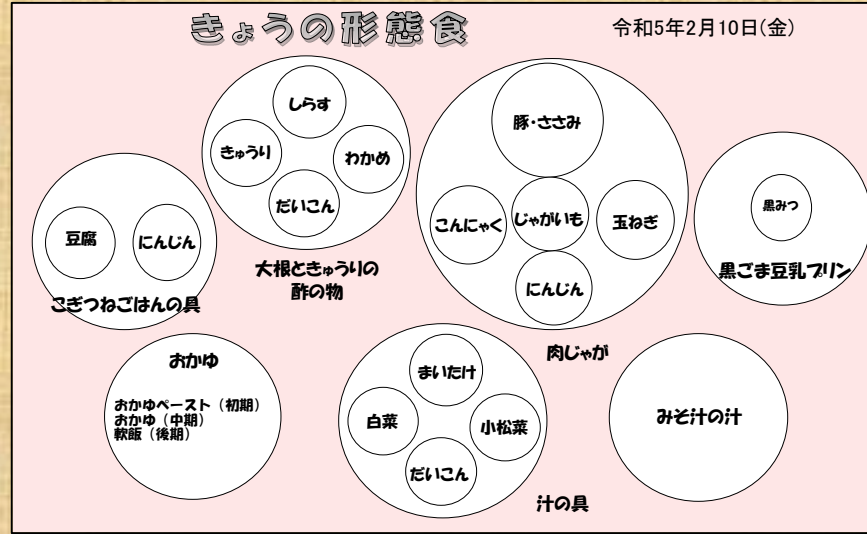 きょうの形態食
令和5年2月10日(金)
しらす
きゅうり
わかめ
だいこん
大根ときゅうりの
酢の物
豚・ささみ
こんにゃく
じゃがいも
玉ねぎ
にんじん
肉じゃが
黒みつ
黒ごま豆乳プリン
豆腐
にんじん
こぎつねごはんの具
おかゆ
おかゆペースト（初期）
おかゆ（中期）
軟飯（後期）
まいたけ
白菜
小松菜
だいこん
汁の具
みそ汁の汁